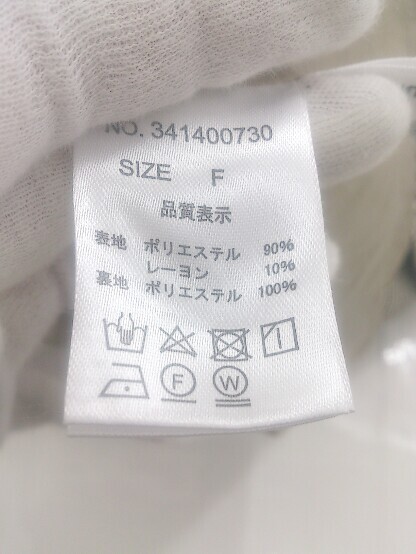 NO. 341400730
SIZE F
品質表示
表地 ポリエステル 90%
レーヨン 10%
裏地 ポリエステル 100%
F W